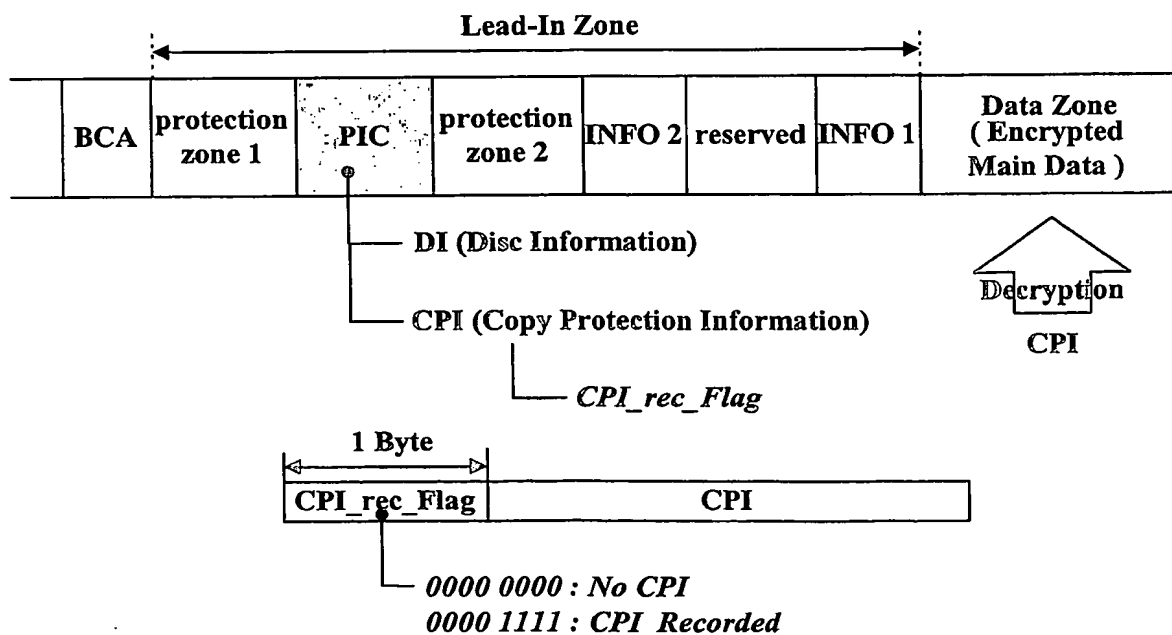 Lead-In Zone
BCA
protection
zone 1
PIC
protection
zone 2
INFO 2
reserved
INFO 1
Data Zone
( Encrypted
Main Data )
DI (Disc Information)
CPI (Copy Protection Information)
CPI_rec_Flag
Decryption
CPI
1 Byte
CPI_rec_Flag
CPI
0000 0000 : No CPI
0000 1111 : CPI Recorded